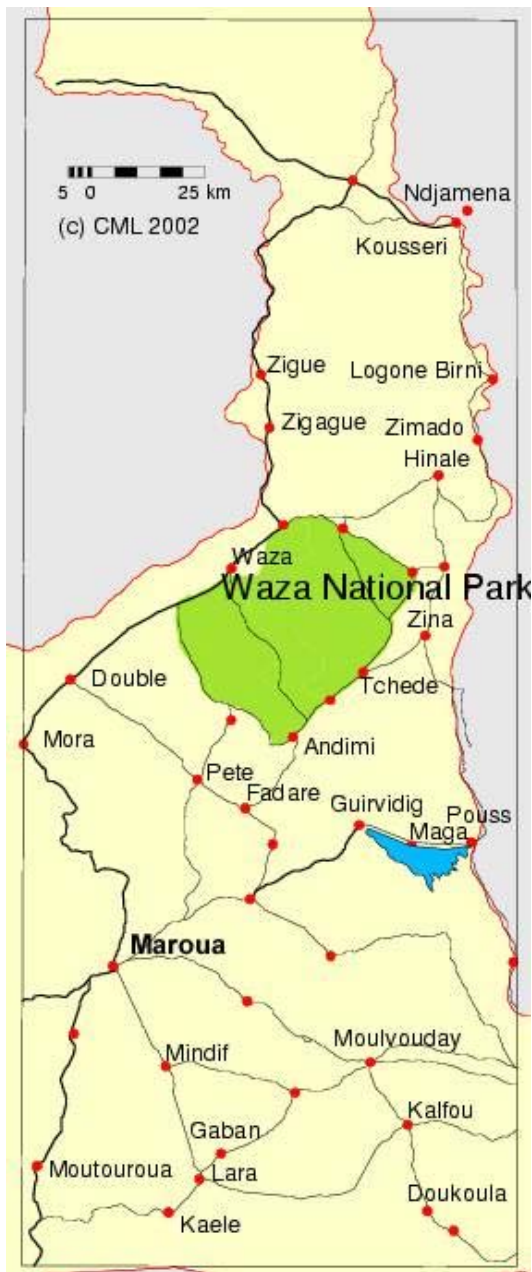 5 0 25 km
(c) CML 2002
Ndjamena
Kousseri
Zigue
Logone Birni
Zigague
Zimado
Hinale
Waza
Waza National Park
Zina
Double
Tchede
Mora
Andimi
Pete
Fadare
Guirvidig
Pouss
Maga
Maroua
Mindif
Moulvouday
Gaban
Kalfou
Moutouroua
Lara
Doukoula
Kaele